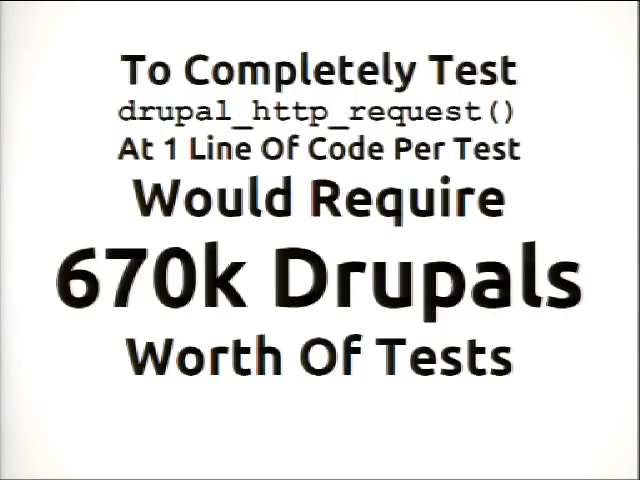 To Completely Test
drupal_http_request()
At 1 Line Of Code Per Test
Would Require
670k Drupals
Worth Of Tests